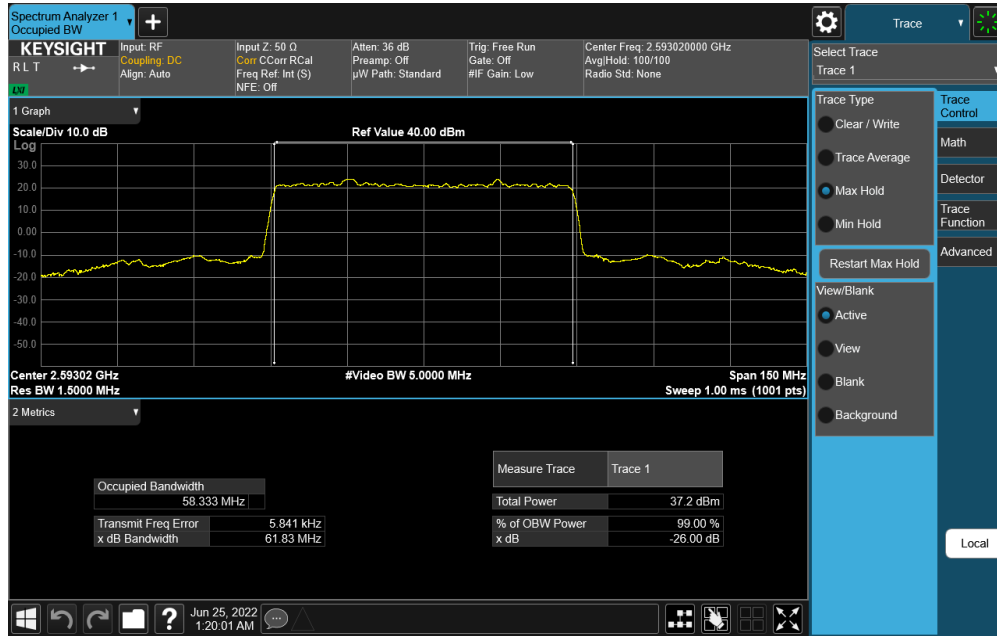 Spectrum Analyzer 1
Occupied BW
Trace
KEYSIGHT
R L T
LXI
Input: RF
Coupling: DC
Align: Auto
Input Z: 50 Ω
Corr CCorr RCal
Freq Ref: Int (S)
NFE: Off
Atten: 36 dB
Preamp: Off
µW Path: Standard
Trig: Free Run
Gate: Off
#IF Gain: Low
Center Freq: 2.593020000 GHz
Avg|Hold: 100/100
Radio Std: None
Select Trace
Trace 1
1 Graph
Scale/Div 10.0 dB
Ref Value 40.00 dBm
Log
30.0
20.0
10.0
0.00
-10.0
-20.0
-30.0
-40.0
-50.0
Center 2.59302 GHz
#Video BW 5.0000 MHz
Span 150 MHz
Res BW 1.5000 MHz
Sweep 1.00 ms (1001 pts)
Trace Type
Clear / Write
Trace Average
Max Hold
Min Hold
Restart Max Hold
View/Blank
Active
View
Blank
Background
Trace
Control
Math
Detector
Trace
Function
Advanced
Local
2 Metrics
Occupied Bandwidth
58.333 MHz
Transmit Freq Error 5.841 kHz
x dB Bandwidth 61.83 MHz
Measure Trace Trace 1
Total Power 37.2 dBm
% of OBW Power 99.00 %
x dB -26.00 dB
?
Jun 25, 2022
1:20:01 AM